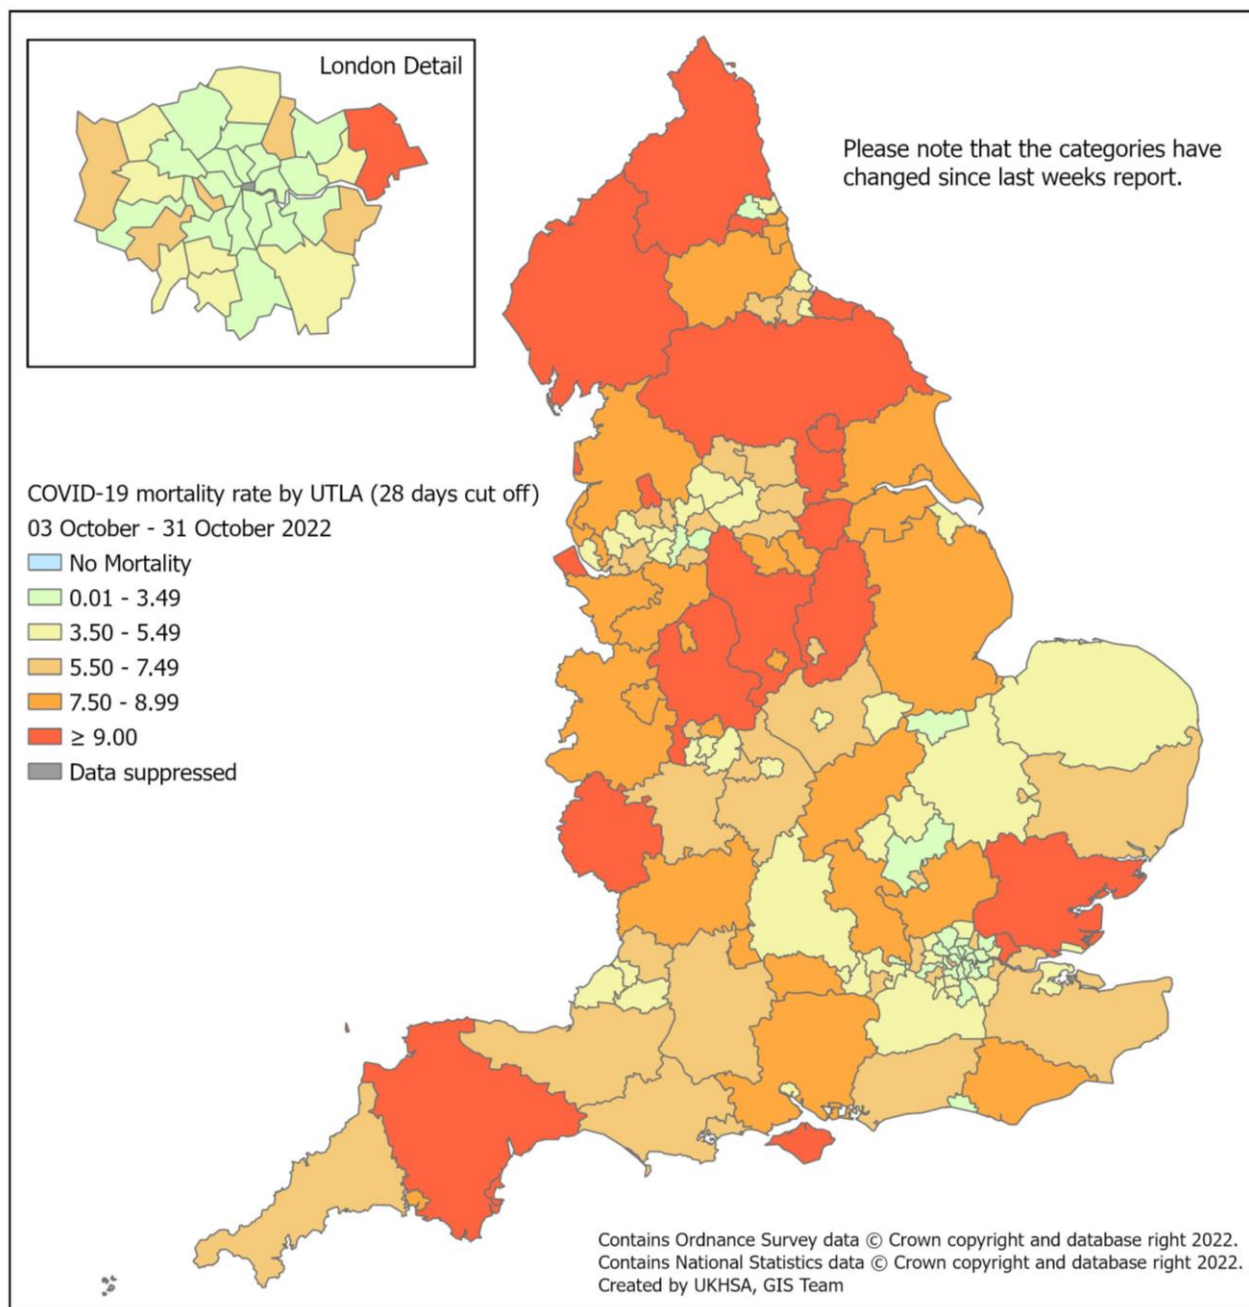 London Detail
Please note that the categories have
changed since last weeks report.
COVID-19 mortality rate by UTLA (28 days cut off)
03 October - 31 October 2022
No Mortality
0.01 - 3.49
3.50 - 5.49
5.50 - 7.49
7.50 - 8.99
≥ 9.00
Data suppressed
Contains Ordnance Survey data © Crown copyright and database right 2022.
Contains National Statistics data © Crown copyright and database right 2022.
Created by UKHSA, GIS Team